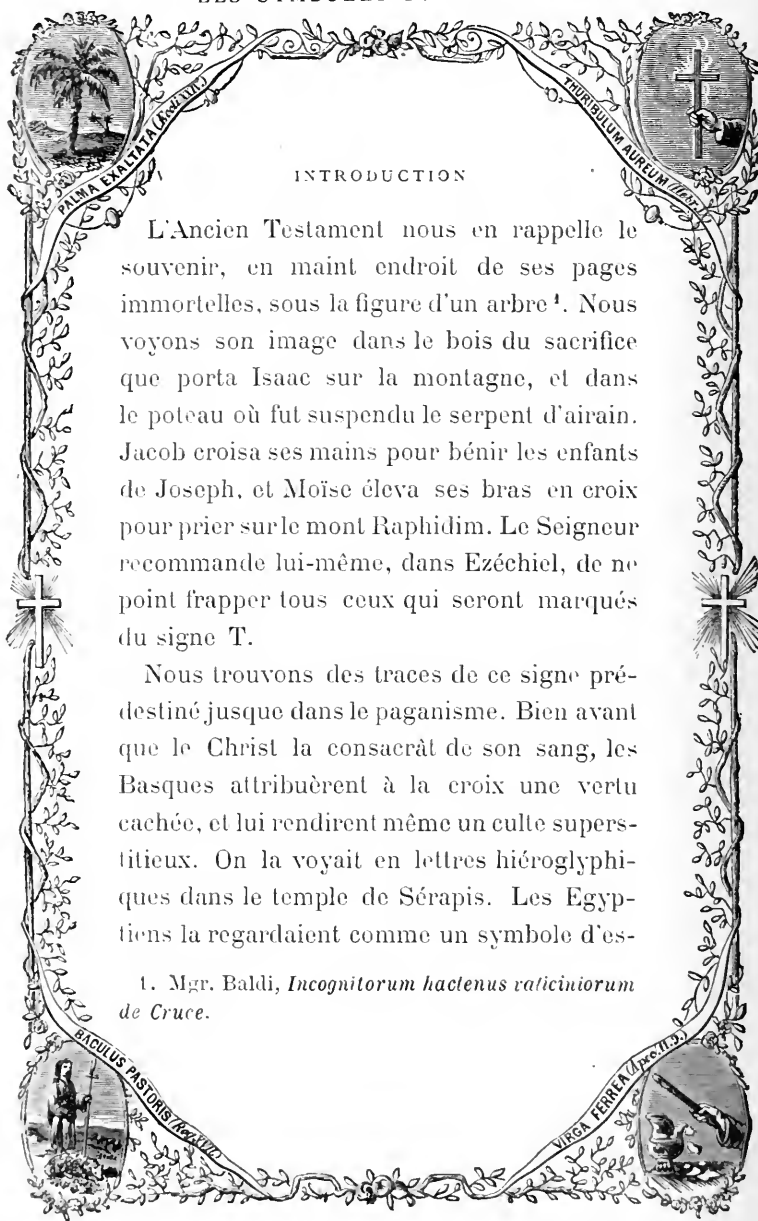 INTRODUCTION
L'Ancien Testament nous en rappelle le
souvenir, en maint endroit de ses pages
immortelles, sous la figure d'un arbre¹. Nous
voyons son image dans le bois du sacrifice
que porta Isaac sur la montagne, et dans
le poteau où fut suspendu le serpent d'airain.
Jacob croisa ses mains pour bénir les enfants
de Joseph, et Moïse éleva ses bras en croix
pour prier sur le mont Raphidim. Le Seigneur
recommande lui-même, dans Ezéchiel, de ne
point frapper tous ceux qui seront marqués
du signe T.
Nous trouvons des traces de ce signe pré-
destiné jusque dans le paganisme. Bien avant
que le Christ la consacrât de son sang, les
Basques attribuèrent à la croix une vertu
cachée, et lui rendirent même un culte supers-
titieux. On la voyait en lettres hiéroglyphi-
ques dans le temple de Sérapis. Les Egyp-
tiens la regardaient comme un symbole d'es-
1. Mgr. Baldi, Incognitorum hactenus vaticiniorum
de Cruce.
PALMA EXALTATA
THURIBULUM AUREUM
BACULUS PASTORIS
VIRGA FERREA